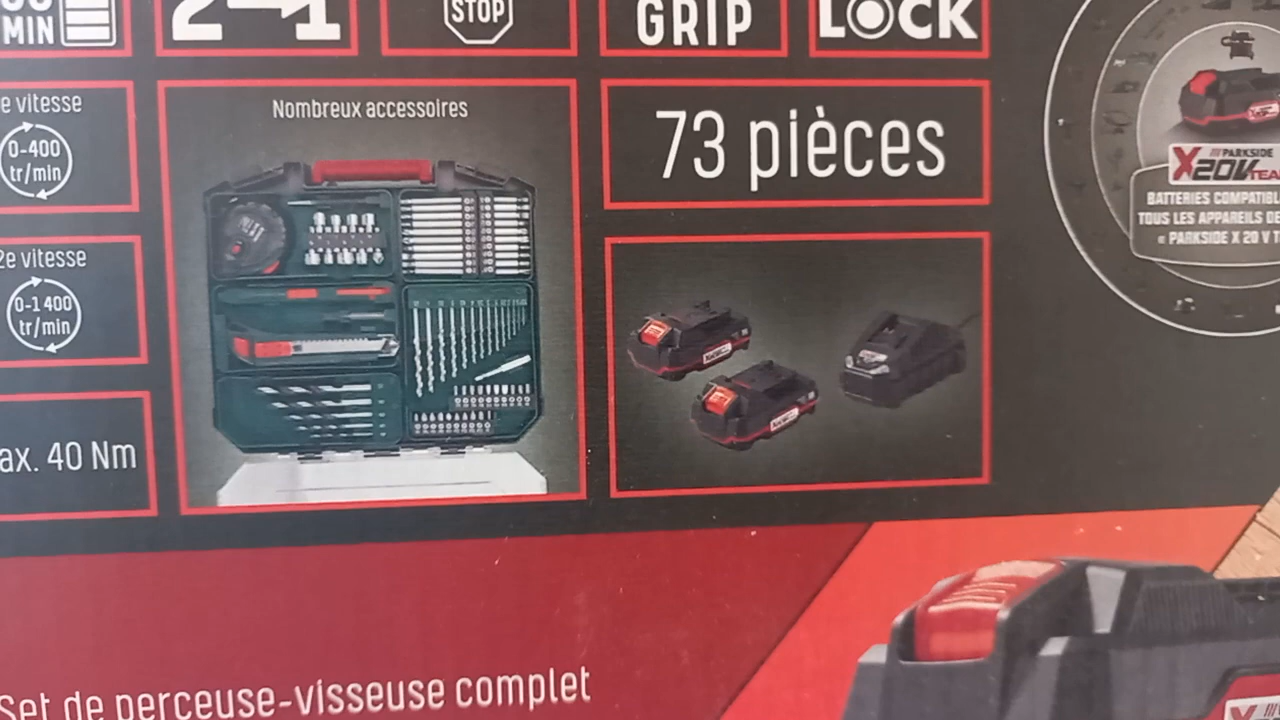 MIN
2 1
STOP
GRIP
LOCK
e vitesse
0-400
tr/min
Nombreux accessoires
73 pièces
PARKSIDE
X20V TEA
BATTERIES COMPATIBL
TOUS LES APPAREILS DE
« PARKSIDE X 20 V T
2e vitesse
0-1 400
tr/min
ax. 40 Nm
Set de perceuse-visseuse complet